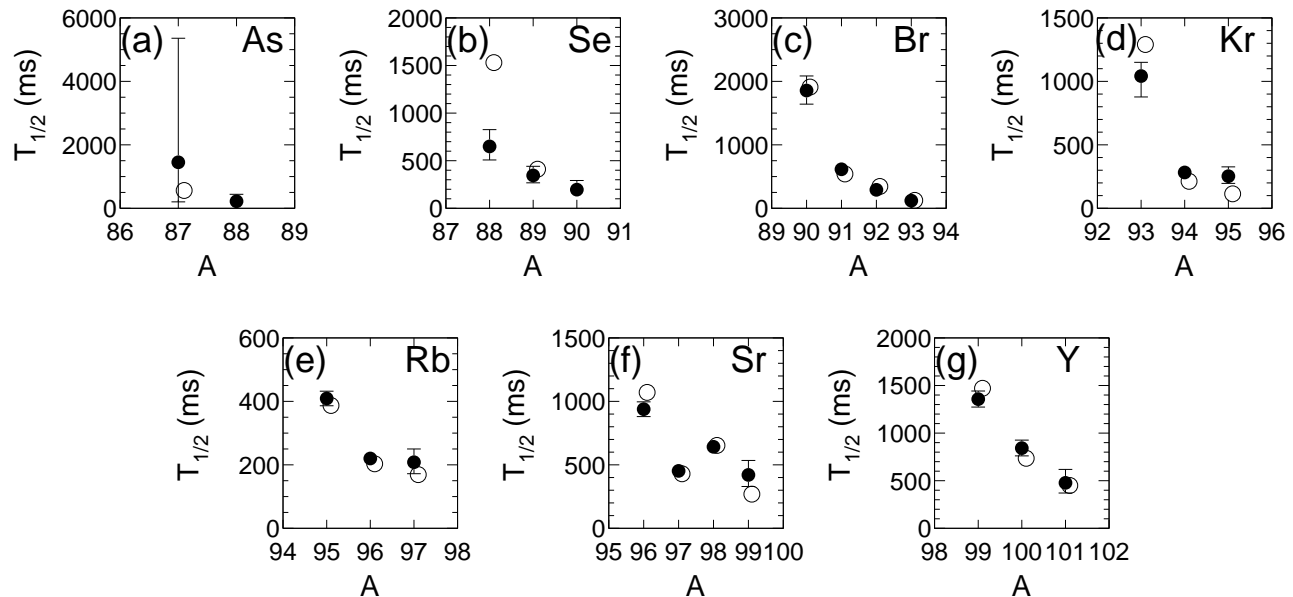 (a) As
T1/2 (ms)
6000
4000
2000
0
86 87 88 89
A
(b) Se
T1/2 (ms)
2000
1500
1000
500
0
87 88 89 90 91
A
(c) Br
T1/2 (ms)
3000
2000
1000
0
89 90 91 92 93 94
A
(d) Kr
T1/2 (ms)
1500
1000
500
0
92 93 94 95 96
A
(e) Rb
T1/2 (ms)
600
400
200
0
94 95 96 97 98
A
(f) Sr
T1/2 (ms)
1500
1000
500
0
95 96 97 98 99 100
A
(g) Y
T1/2 (ms)
2000
1500
1000
500
0
98 99 100 101 102
A